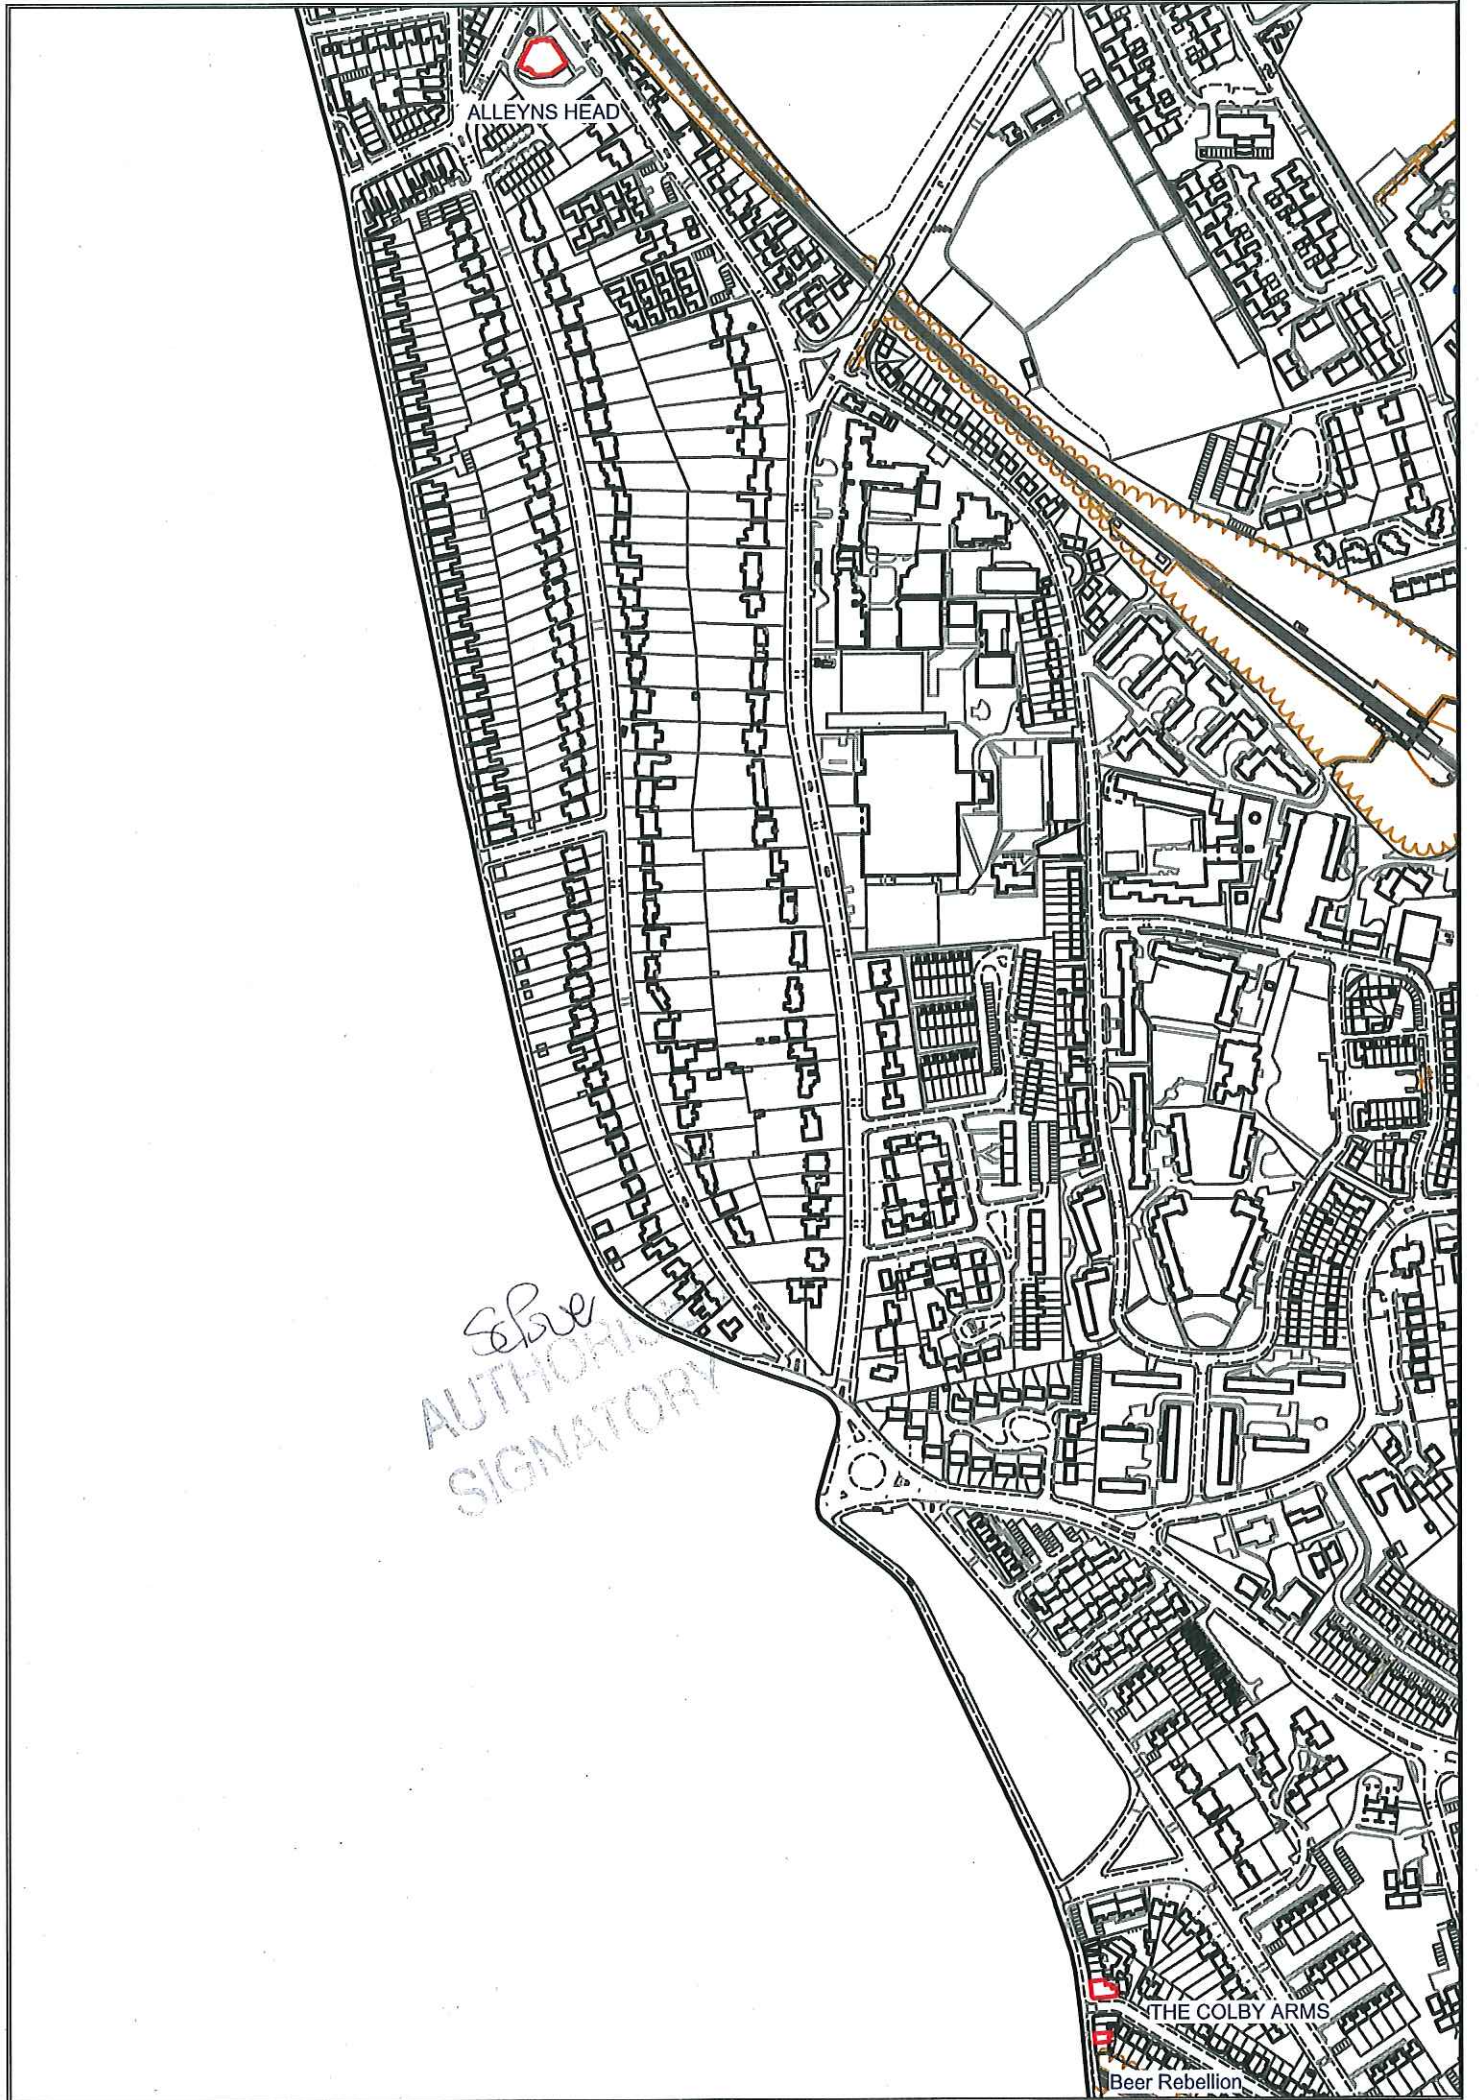 ALLEYNS HEAD
AUTHORISED
SIGNATORY
THE COLBY ARMS
Beer Rebellion